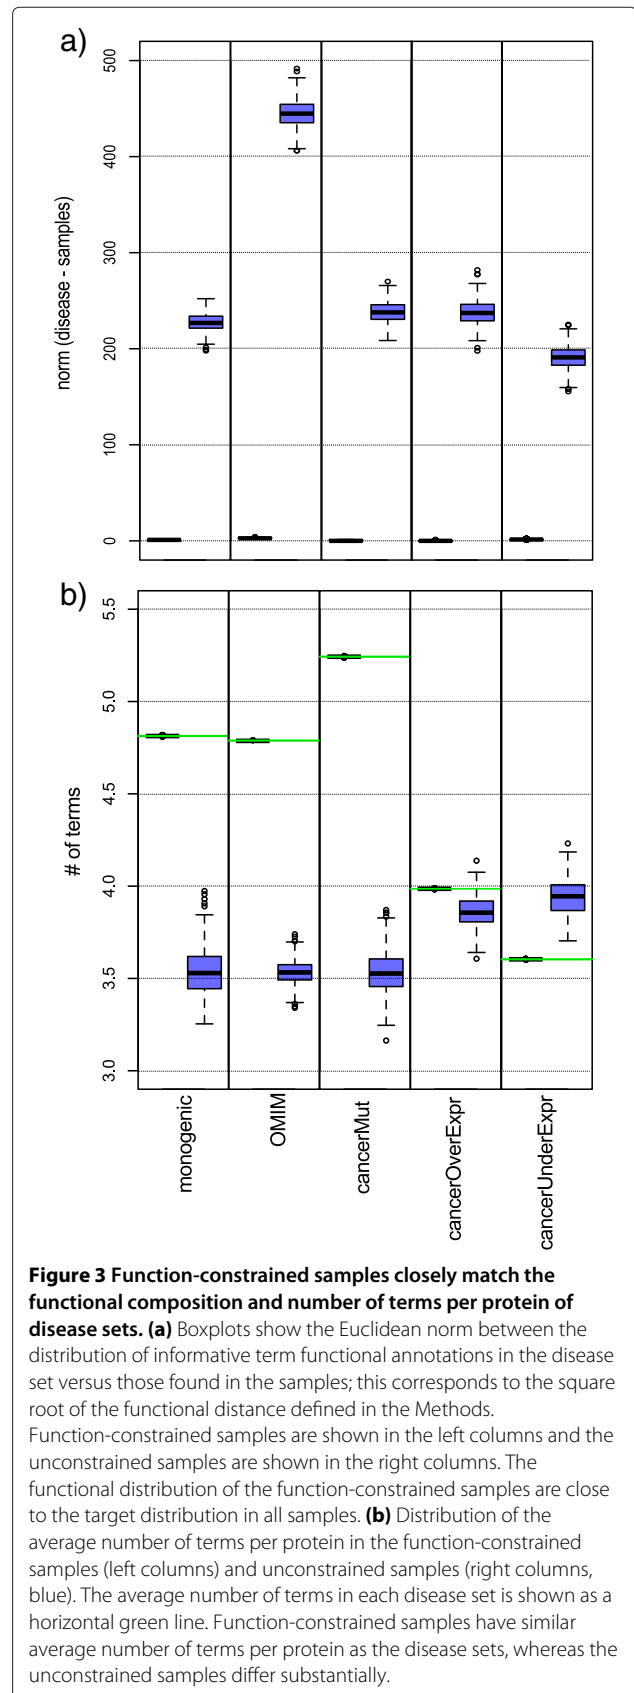 a)
500
400
300
200
100
0
norm (disease - samples)
b)
5.5
5.0
4.5
4.0
3.5
3.0
# of terms
monogenic
OMIM
cancerMut
cancerOverExpr
cancerUnderExpr
Figure 3 Function-constrained samples closely match the
functional composition and number of terms per protein of
disease sets. (a) Boxplots show the Euclidean norm between the
distribution of informative term functional annotations in the disease
set versus those found in the samples; this corresponds to the square
root of the functional distance defined in the Methods.
Function-constrained samples are shown in the left columns and the
unconstrained samples are shown in the right columns. The
functional distribution of the function-constrained samples are close
to the target distribution in all samples. (b) Distribution of the
average number of terms per protein in the function-constrained
samples (left columns) and unconstrained samples (right columns,
blue). The average number of terms in each disease set is shown as a
horizontal green line. Function-constrained samples have similar
average number of terms per protein as the disease sets, whereas the
unconstrained samples differ substantially.